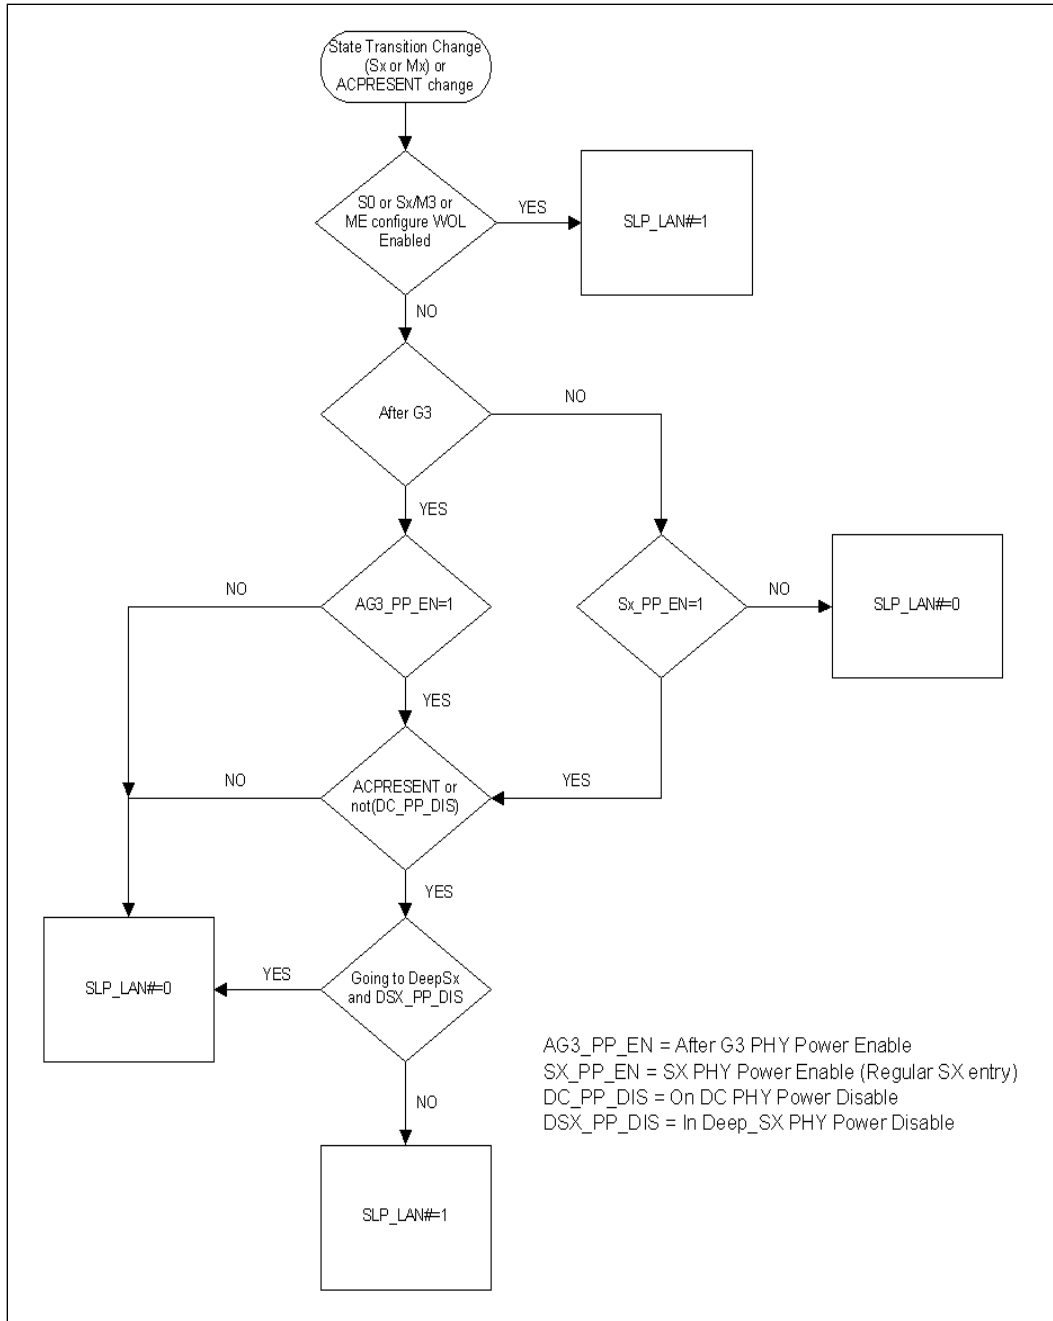 State Transition Change
(Sx or Mx) or
ACPRESENT change
S0 or Sx/M3 or
ME configure WOL
Enabled
YES
SLP_LAN#=1
NO
After G3
NO
YES
NO
AG3_PP_EN=1
Sx_PP_EN=1
NO
SLP_LAN#=0
YES
NO
ACPRESENT or
not(DC_PP_DIS)
YES
YES
SLP_LAN#=0
YES
Going to DeepSx
and DSX_PP_DIS
NO
SLP_LAN#=1
AG3_PP_EN = After G3 PHY Power Enable
SX_PP_EN = SX PHY Power Enable (Regular SX entry)
DC_PP_DIS = On DC PHY Power Disable
DSX_PP_DIS = In Deep_SX PHY Power Disable